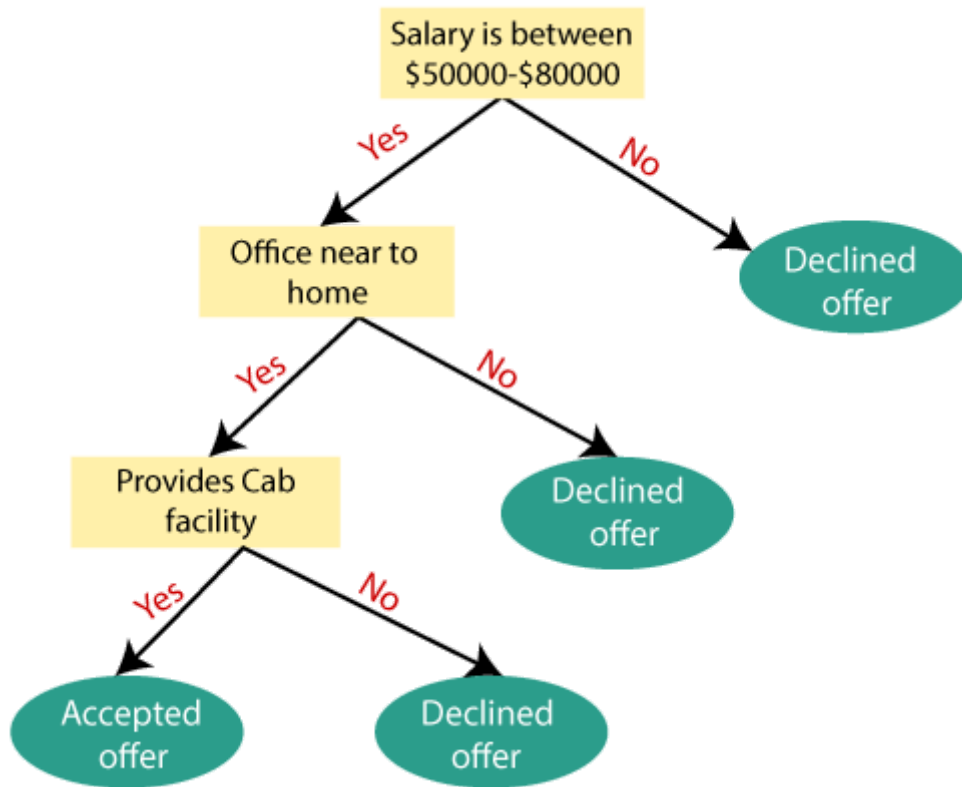 Salary is between
$50000-$80000
Yes
No
Office near to
home
Declined
offer
Yes
No
Provides Cab
facility
Declined
offer
Yes
No
Accepted
offer
Declined
offer